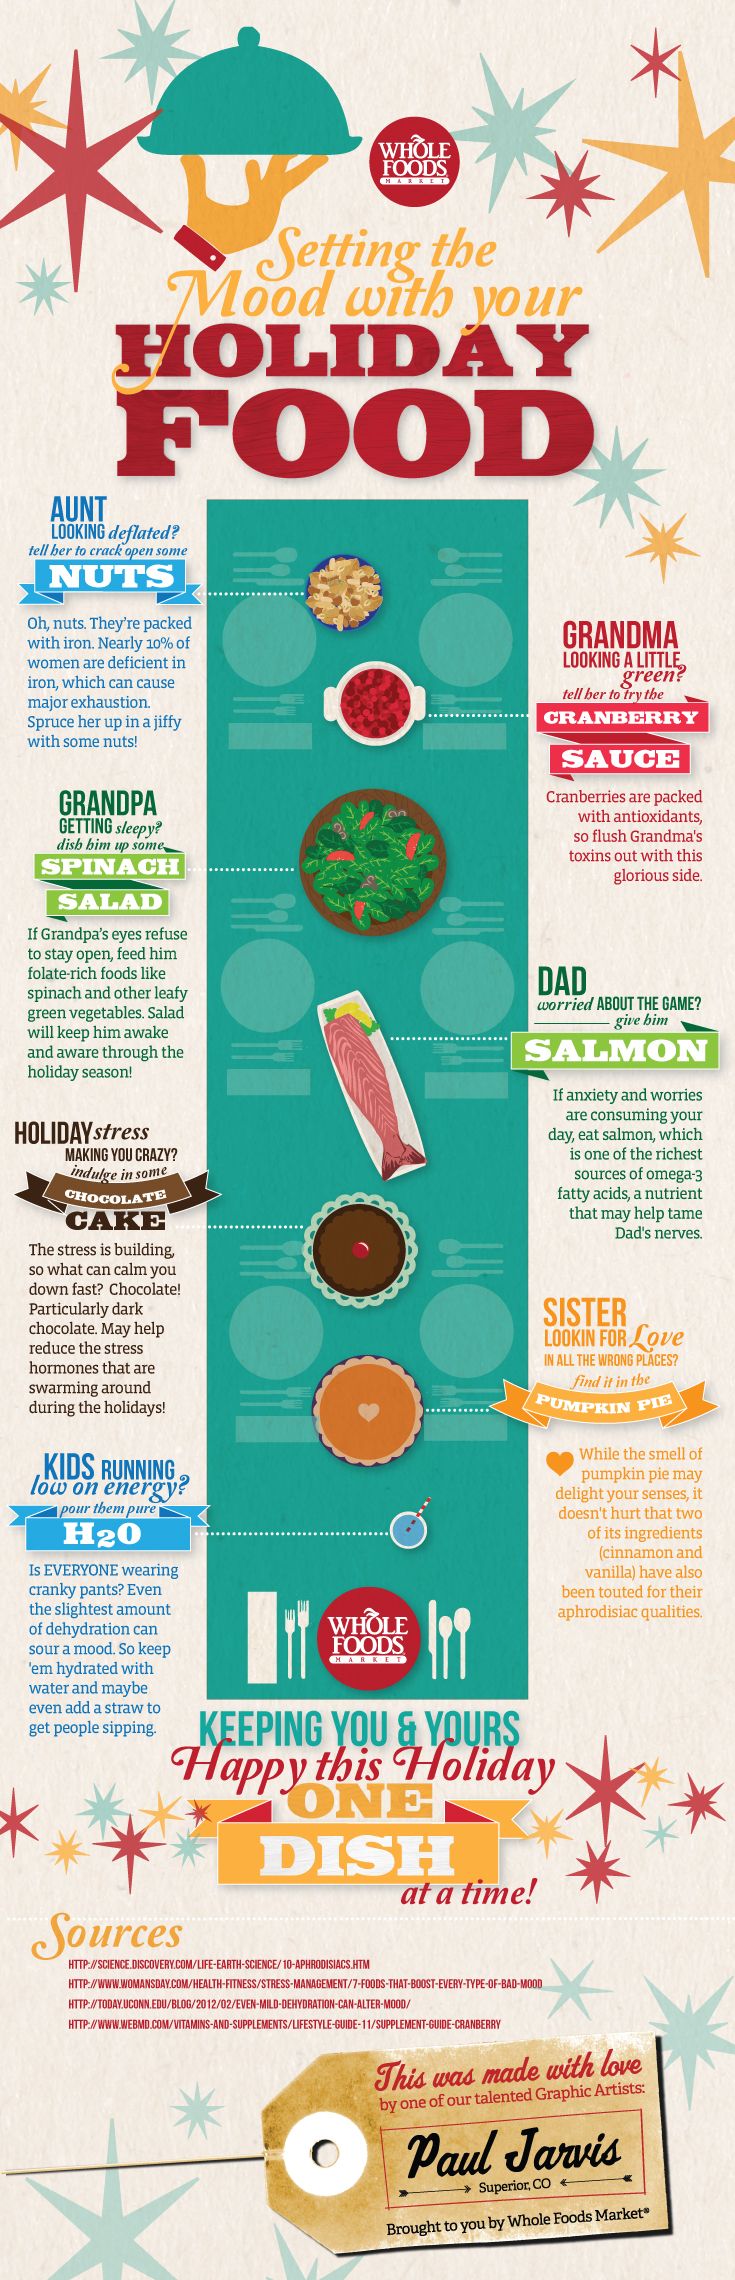 WHOLE
FOODS
MARKET
Setting the
Mood with your
HOLIDAY
FOOD
AUNT
LOOKING deflated?
tell her to crack open some
NUTS
Oh, nuts. They're packed
with iron. Nearly 10% of
women are deficient in
iron, which can cause
major exhaustion.
Spruce her up in a jiffy
with some nuts!
GRANDMA
LOOKING A LITTLE
green?
tell her to try the
CRANBERRY
SAUCE
Cranberries are packed
with antioxidants,
so flush Grandma's
toxins out with this
glorious side.
GRANDPA
GETTING sleepy?
dish him up some
SPINACH
SALAD
If Grandpa's eyes refuse
to stay open, feed him
folate-rich foods like
spinach and other leafy
green vegetables. Salad
will keep him awake
and aware through the
holiday season!
DAD
worried ABOUT THE GAME?
give him
SALMON
If anxiety and worries
are consuming your
day, eat salmon, which
is one of the richest
sources of omega-3
fatty acids, a nutrient
that may help tame
Dad's nerves.
HOLIDAY stress
MAKING YOU CRAZY?
indulge in some
CHOCOLATE
CAKE
The stress is building,
so what can calm you
down fast? Chocolate!
Particularly dark
chocolate. May help
reduce the stress
hormones that are
swarming around
during the holidays!
SISTER
LOOKIN FOR Love
IN ALL THE WRONG PLACES?
find it in the
PUMPKIN PIE
While the smell of
pumpkin pie may
delight your senses, it
doesn't hurt that two
of its ingredients
(cinnamon and
vanilla) have also
been touted for their
aphrodisiac qualities.
KIDS RUNNING
low on energy?
pour them pure
H2O
Is EVERYONE wearing
cranky pants? Even
the slightest amount
of dehydration can
sour a mood. So keep
'em hydrated with
water and maybe
even add a straw to
get people sipping.
WHOLE
FOODS
MARKET
KEEPING YOU & YOURS
Happy this Holiday
ONE
DISH
at a time!
Sources
HTTP://SCIENCE.DISCOVERY.COM/LIFE-EARTH-SCIENCE/10-APHRODISIACS.HTM
HTTP://WWW.WOMANSDAY.COM/HEALTH-FITNESS/STRESS-MANAGEMENT/7-FOODS-THAT-BOOST-EVERY-TYPE-OF-BAD-MOOD
HTTP://TODAY.UCONN.EDU/BLOG/2012/02/EVEN-MILD-DEHYDRATION-CAN-ALTER-MOOD/
HTTP://WWW.WEBMD.COM/VITAMINS-AND-SUPPLEMENTS/LIFESTYLE-GUIDE-11/SUPPLEMENT-GUIDE-CRANBERRY
This was made with love
by one of our talented Graphic Artists:
Paul Jarvis
Superior, CO
Brought to you by Whole Foods Market®